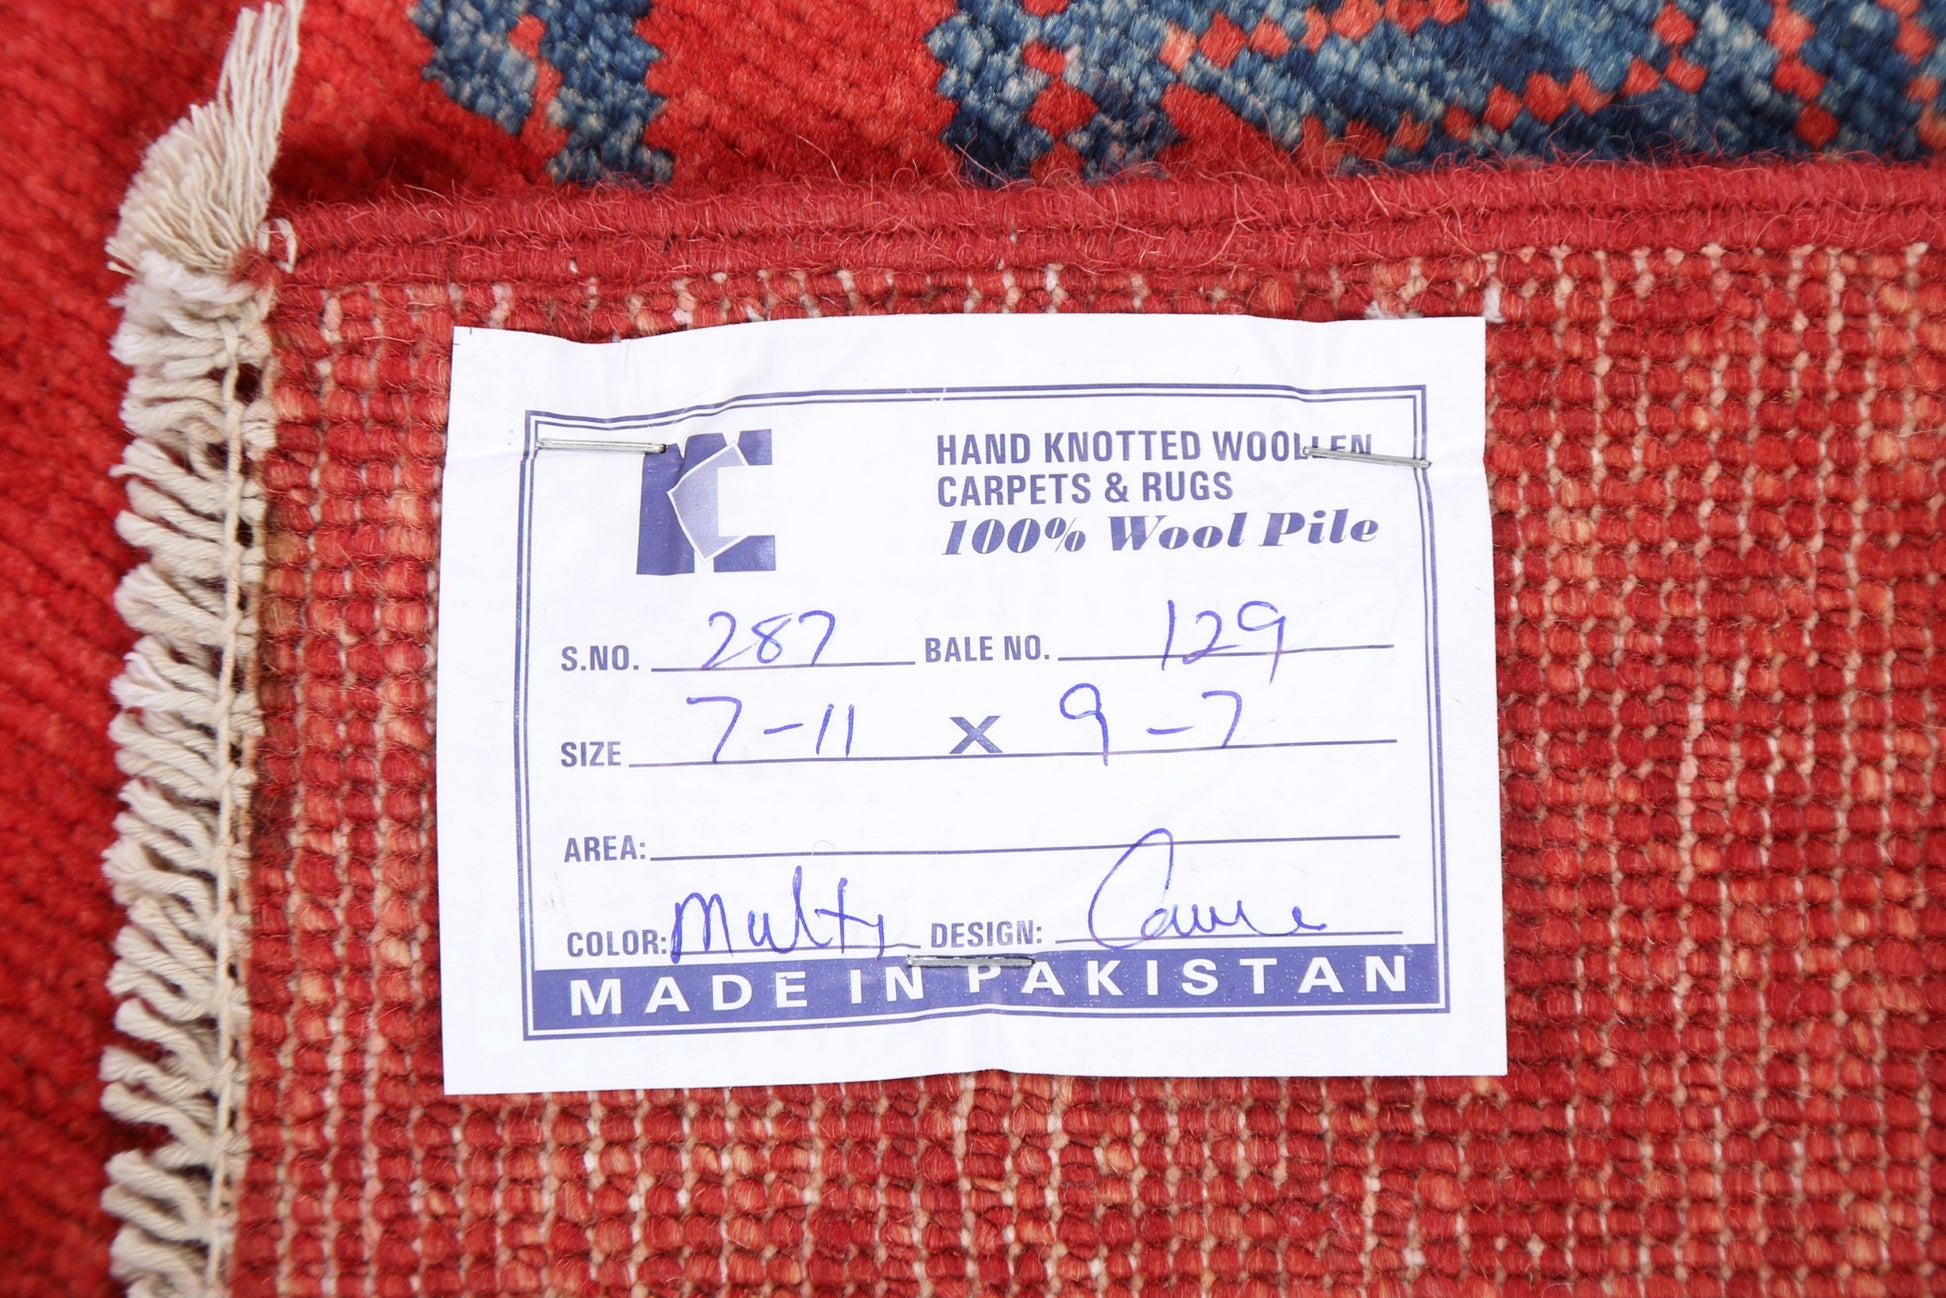 HAND KNOTTED WOOLLEN
CARPETS & RUGS
100% Wool Pile
S.NO. 287 BALE NO. 129
SIZE 7-11 X 9-7
AREA:
COLOR: Multi DESIGN:
MADE IN PAKISTAN